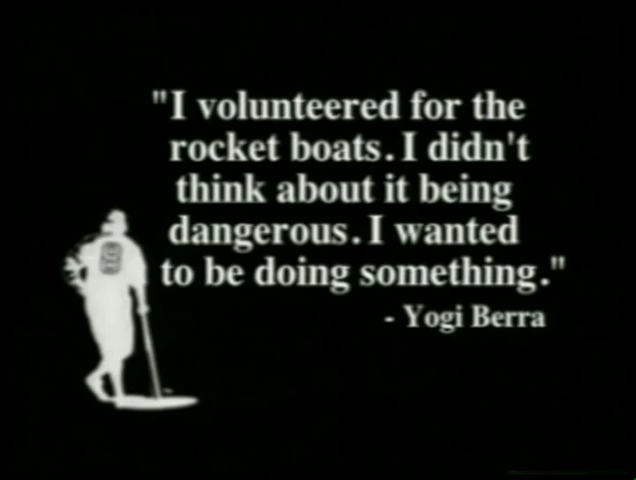 "I volunteered for the
rocket boats. I didn't
think about it being
dangerous. I wanted
to be doing something."
- Yogi Berra